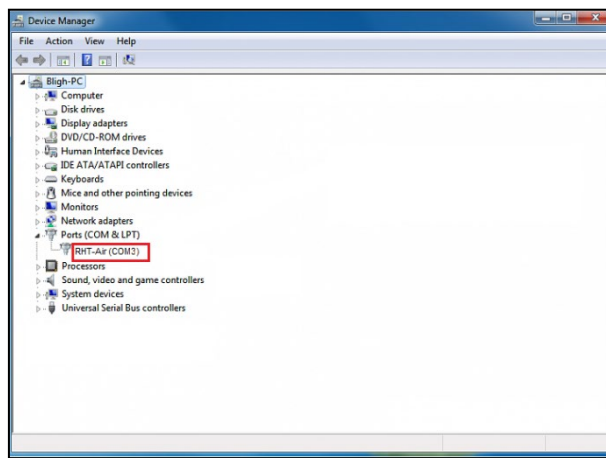 Device Manager
File Action View Help
Bligh-PC
Computer
Disk drives
Display adapters
DVD/CD-ROM drives
Human Interface Devices
IDE ATA/ATAPI controllers
Keyboards
Mice and other pointing devices
Monitors
Network adapters
Ports (COM & LPT)
RHT-Air (COM3)
Processors
Sound, video and game controllers
System devices
Universal Serial Bus controllers